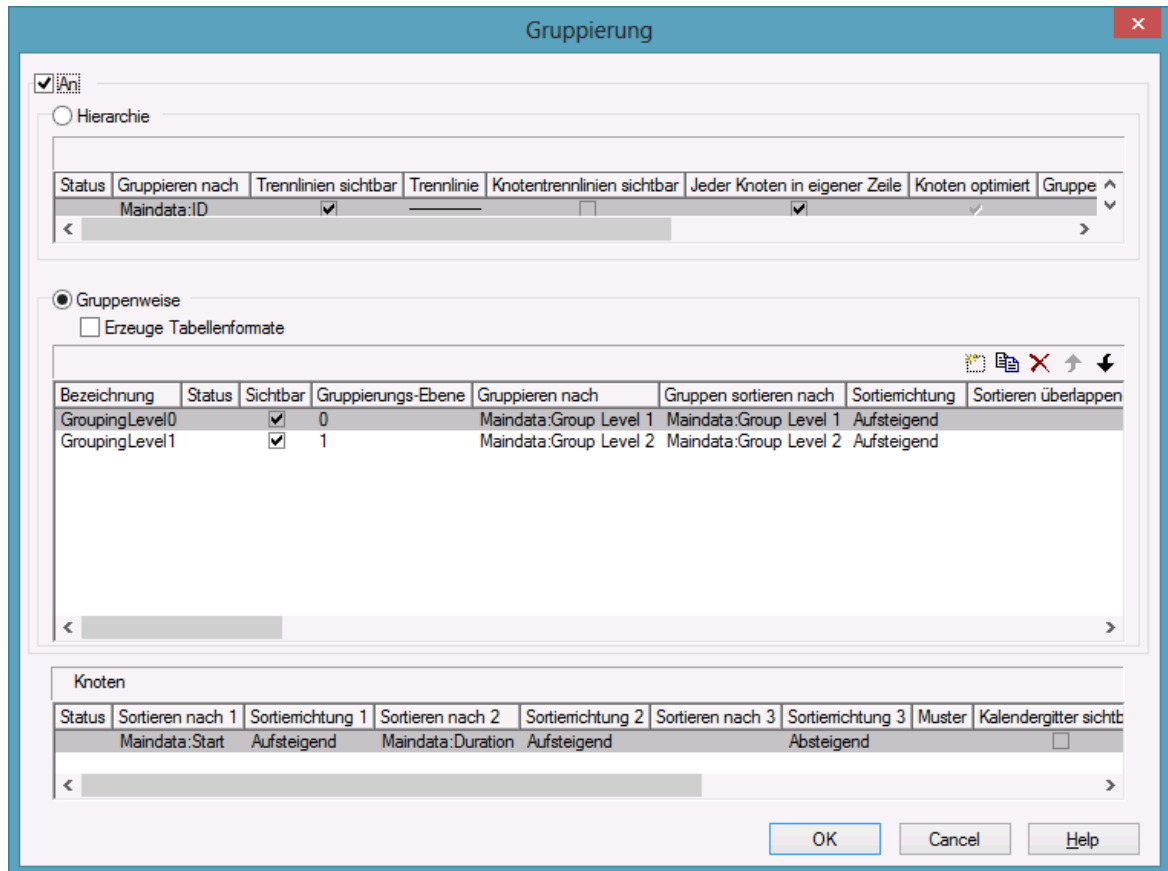 Gruppierung
An
Hierarchie
Status Gruppieren nach Trennlinien sichtbar Trennlinie Knotentrennlinien sichtbar Jeder Knoten in eigener Zeile Knoten optimiert Gruppe
Maindata:ID
Gruppenweise
Erzeuge Tabellenformate
Bezeichnung Status Sichtbar Gruppierungs-Ebene Gruppieren nach Gruppen sortieren nach Sortierrichtung Sortieren überlappen
GroupingLevel0 0 Maindata:Group Level 1 Maindata:Group Level 1 Aufsteigend
GroupingLevel1 1 Maindata:Group Level 2 Maindata:Group Level 2 Aufsteigend
Knoten
Status Sortieren nach 1 Sortierrichtung 1 Sortieren nach 2 Sortierrichtung 2 Sortieren nach 3 Sortierrichtung 3 Muster Kalendergitter sichtb
Maindata:Start Aufsteigend Maindata:Duration Aufsteigend Absteigend
OK Cancel Help